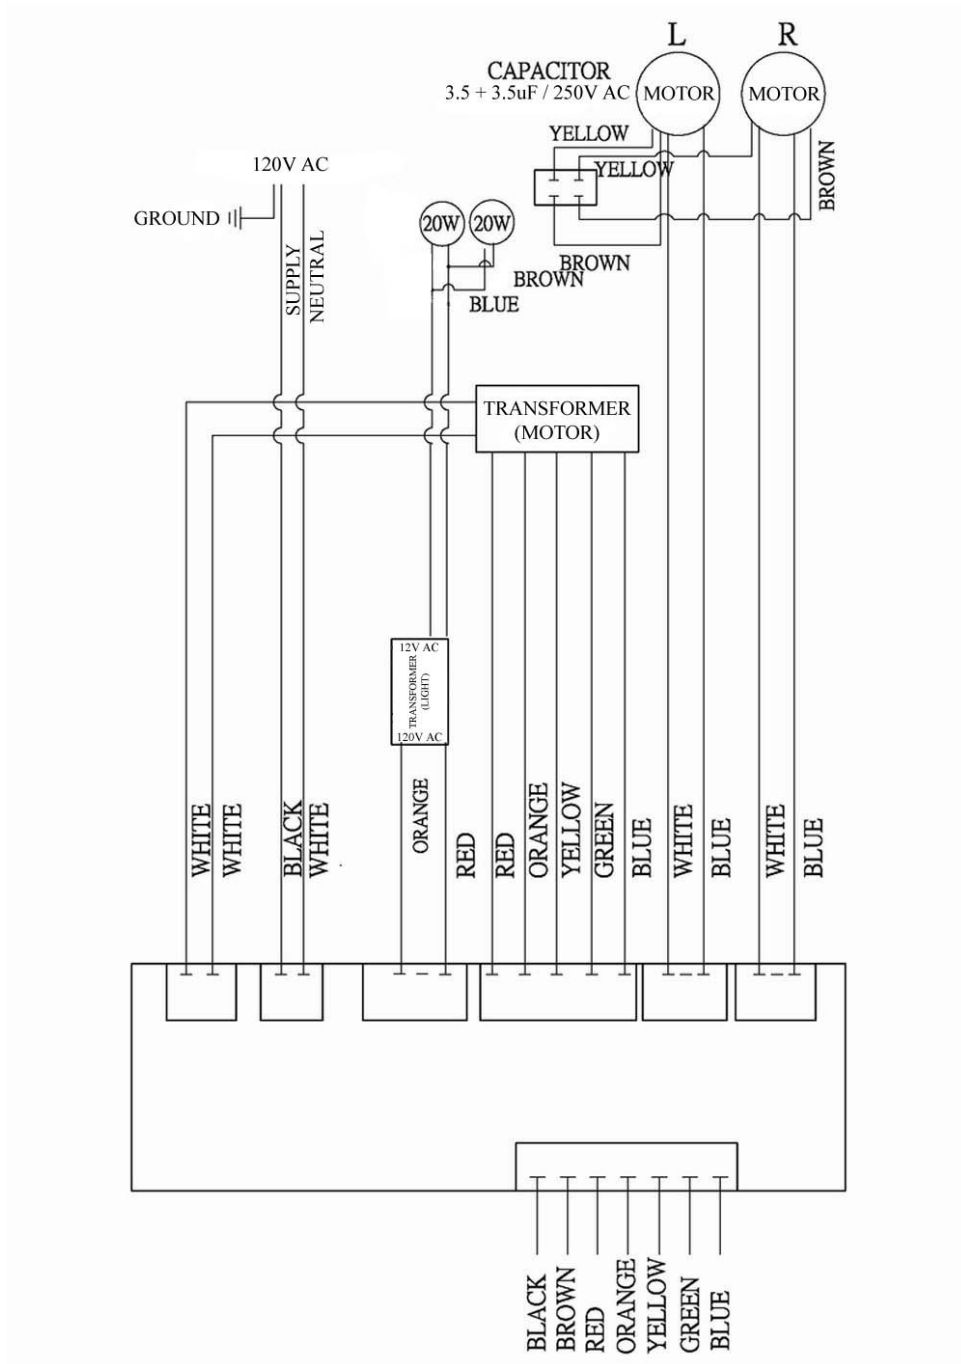 L
R
CAPACITOR
3.5 + 3.5uF / 250V AC
MOTOR
MOTOR
YELLOW
YELLOW
BROWN
120V AC
GROUND
20W
20W
SUPPLY
NEUTRAL
BROWN
BROWN
BLUE
TRANSFORMER
(MOTOR)
12V AC
TRANSFORMER
(LIGHT)
120V AC
WHITE
WHITE
BLACK
WHITE
ORANGE
RED
RED
ORANGE
YELLOW
GREEN
BLUE
WHITE
BLUE
WHITE
BLUE
BLACK
BROWN
RED
ORANGE
YELLOW
GREEN
BLUE